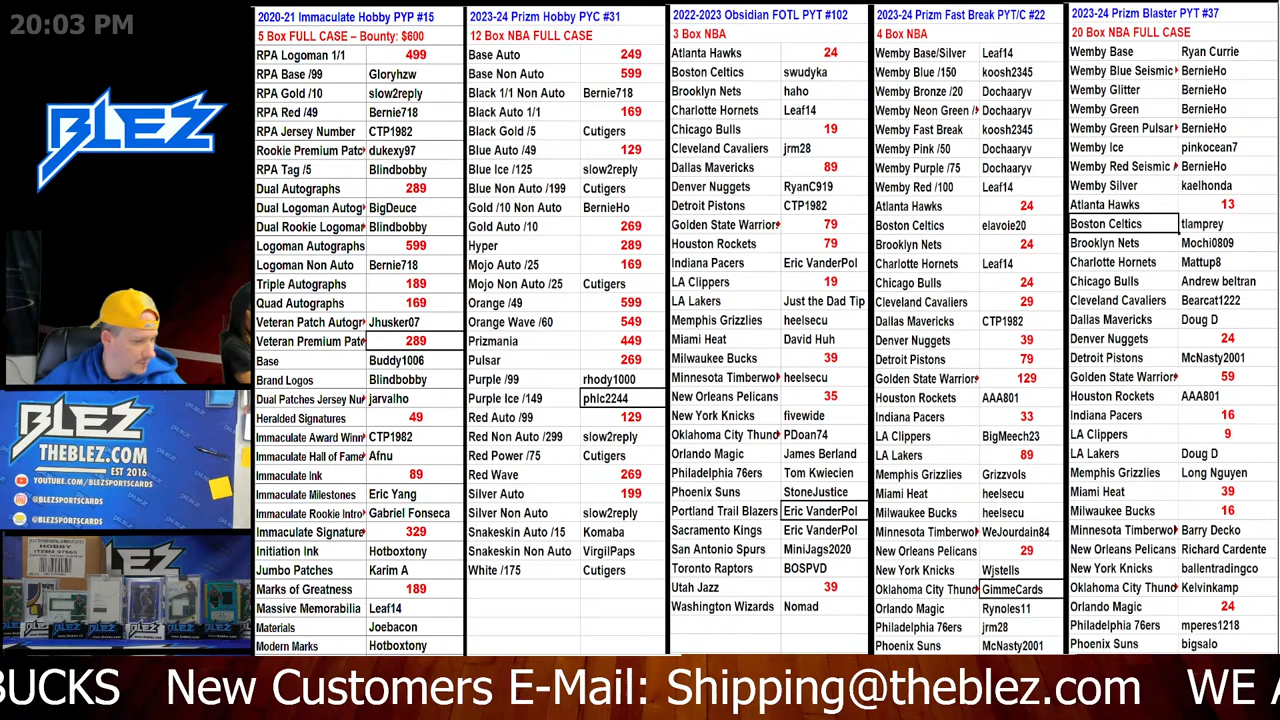 20:03 PM
BLEZ
BLEZ
THEBLEZ.COM
EST 2016
YOUTUBE.COM/BLEZSPORTSCARDS
@BLEZSPORTSCARDS
@BLEZSPORTSCARDS
HOBBY
2020-21 Immaculate Hobby PYP #15
5 Box FULL CASE – Bounty: $600
RPA Logoman 1/1 499
RPA Base /99 Gloryhzw
RPA Gold /10 slow2reply
RPA Red /49 Bernie718
RPA Jersey Number CTP1982
Rookie Premium Patc dukexy97
RPA Tag /5 Blindbobby
Dual Autographs 289
Dual Logoman Autog BigDeuce
Dual Rookie Logoma Blindbobby
Logoman Autographs 599
Logoman Non Auto Bernie718
Triple Autographs 189
Quad Autographs 169
Veteran Patch Autogr Jhusker07
Veteran Premium Pat 289
Base Buddy1006
Brand Logos Blindbobby
Dual Patches Jersey Nu jarvalho
Heralded Signatures 49
Immaculate Award Winn CTP1982
Immaculate Hall of Fame Afnu
Immaculate Ink 89
Immaculate Milestones Eric Yang
Immaculate Rookie Intro Gabriel Fonseca
Immaculate Signature 329
Initiation Ink Hotboxtony
Jumbo Patches Karim A
Marks of Greatness 189
Massive Memorabilia Leaf14
Materials Joebacon
Modern Marks Hotboxtony
2023-24 Prizm Hobby PYC #31
12 Box NBA FULL CASE
Base Auto 249
Base Non Auto 599
Black 1/1 Non Auto Bernie718
Black Auto 1/1 169
Black Gold /5 Cutigers
Blue Auto /49 129
Blue Ice /125 slow2reply
Blue Non Auto /199 Cutigers
Gold /10 Non Auto BernieHo
Gold Auto /10 269
Hyper 289
Mojo Auto /25 169
Mojo Non Auto /25 Cutigers
Orange /49 599
Orange Wave /60 549
Prizmania 449
Pulsar 269
Purple /99 rhody1000
Purple Ice /149 phlc2244
Red Auto /99 129
Red Non Auto /299 slow2reply
Red Power /75 Cutigers
Red Wave 269
Silver Auto 199
Silver Non Auto slow2reply
Snakeskin Auto /15 Komaba
Snakeskin Non Auto VirgilPaps
White /175 Cutigers
2022-2023 Obsidian FOTL PYT #102
3 Box NBA
Atlanta Hawks 24
Boston Celtics swudyka
Brooklyn Nets haho
Charlotte Hornets Leaf14
Chicago Bulls 19
Cleveland Cavaliers jrm28
Dallas Mavericks 89
Denver Nuggets RyanC919
Detroit Pistons CTP1982
Golden State Warriors 79
Houston Rockets 79
Indiana Pacers Eric VanderPol
LA Clippers 19
LA Lakers Just the Dad Tip
Memphis Grizzlies heelsecu
Miami Heat David Huh
Milwaukee Bucks 39
Minnesota Timberwo heelsecu
New Orleans Pelicans 35
New York Knicks fivewide
Oklahoma City Thund PDoan74
Orlando Magic James Berland
Philadelphia 76ers Tom Kwiecien
Phoenix Suns StoneJustice
Portland Trail Blazers Eric VanderPol
Sacramento Kings Eric VanderPol
San Antonio Spurs MiniJags2020
Toronto Raptors BOSPVD
Utah Jazz 39
Washington Wizards Nomad
2023-24 Prizm Fast Break PYT/C #22
4 Box NBA
Wemby Base/Silver Leaf14
Wemby Blue /150 koosh2345
Wemby Bronze /20 Dochaaryv
Wemby Neon Green / Dochaaryv
Wemby Fast Break koosh2345
Wemby Pink /50 Dochaaryv
Wemby Purple /75 Dochaaryv
Wemby Red /100 Leaf14
Atlanta Hawks 24
Boston Celtics elavoie20
Brooklyn Nets 24
Charlotte Hornets Leaf14
Chicago Bulls 24
Cleveland Cavaliers 29
Dallas Mavericks CTP1982
Denver Nuggets 39
Detroit Pistons 79
Golden State Warrior 129
Houston Rockets AAA801
Indiana Pacers 33
LA Clippers BigMeech23
LA Lakers 89
Memphis Grizzlies Grizzvols
Miami Heat heelsecu
Milwaukee Bucks heelsecu
Minnesota Timberwo WeJourdain84
New Orleans Pelicans 29
New York Knicks Wjstells
Oklahoma City Thund GimmeCards
Orlando Magic Rynoles11
Philadelphia 76ers jrm28
Phoenix Suns McNasty2001
2023-24 Prizm Blaster PYT #37
20 Box NBA FULL CASE
Wemby Base Ryan Currie
Wemby Blue Seismic BernieHo
Wemby Glitter BernieHo
Wemby Green BernieHo
Wemby Green Pulsar BernieHo
Wemby Ice pinkocean7
Wemby Red Seismic BernieHo
Wemby Silver kaelhonda
Atlanta Hawks 13
Boston Celtics tlamprey
Brooklyn Nets Mochi0809
Charlotte Hornets Mattup8
Chicago Bulls Andrew beltran
Cleveland Cavaliers Bearcat1222
Dallas Mavericks Doug D
Denver Nuggets 24
Detroit Pistons McNasty2001
Golden State Warrior 59
Houston Rockets AAA801
Indiana Pacers 16
LA Clippers 9
LA Lakers Doug D
Memphis Grizzlies Long Nguyen
Miami Heat 39
Milwaukee Bucks 16
Minnesota Timberwo Barry Decko
New Orleans Pelicans Richard Cardente
New York Knicks ballentradingco
Oklahoma City Thund Kelvinkamp
Orlando Magic 24
Philadelphia 76ers mperes1218
Phoenix Suns bigsalo
BUCKS New Customers E-Mail: Shipping@theblez.com WE A